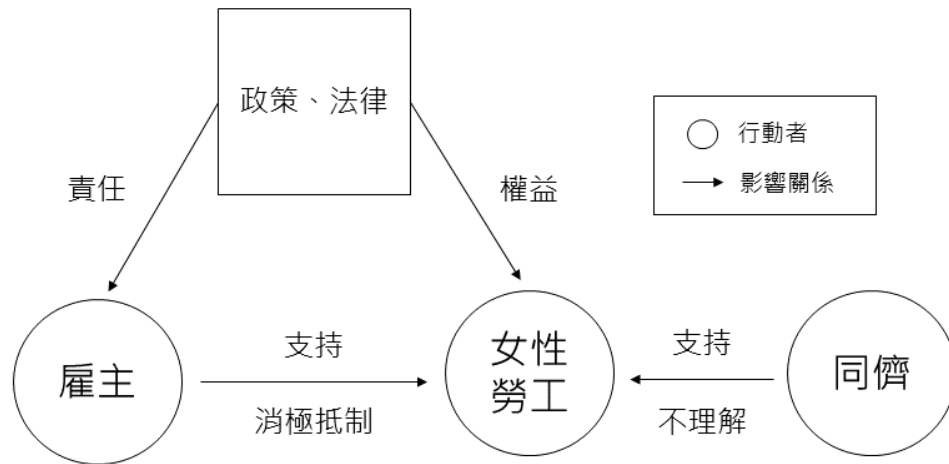 政策、法律
行動者
影響關係
責任
權益
雇主
支持
消極抵制
女性
勞工
支持
不理解
同儕